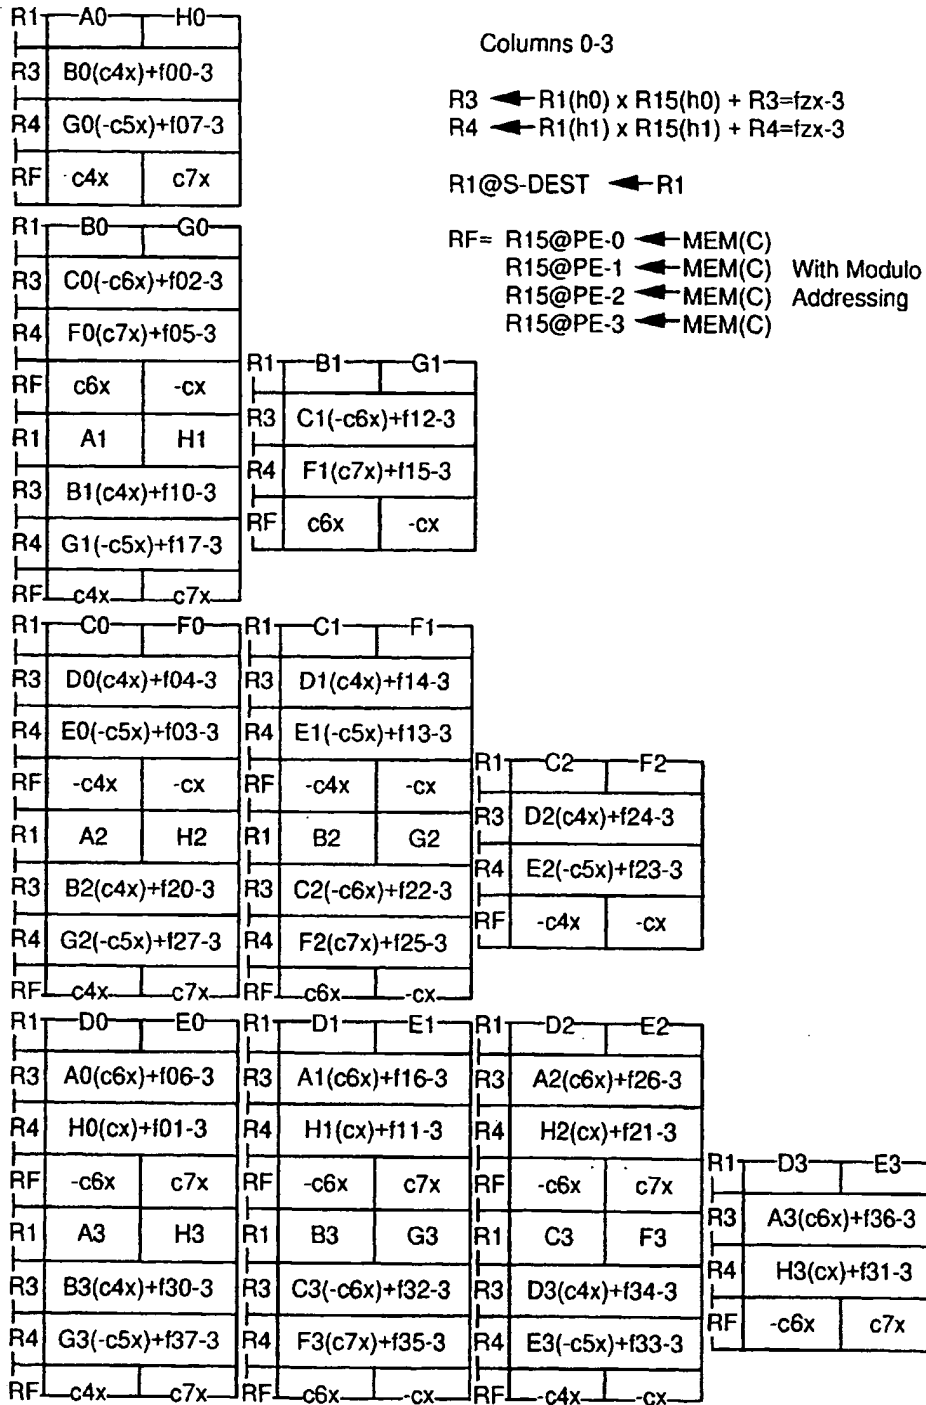 R1 A0 H0
R3 B0(c4x)+f00-3
R4 G0(-c5x)+f07-3
RF c4x c7x
Columns 0-3
R3 ← R1(h0) x R15(h0) + R3=fzx-3
R4 ← R1(h1) x R15(h1) + R4=fzx-3
R1@S-DEST ← R1
RF= R15@PE-0 ← MEM(C)
R15@PE-1 ← MEM(C) With Modulo
R15@PE-2 ← MEM(C) Addressing
R15@PE-3 ← MEM(C)
R1 B0 G0
R3 C0(-c6x)+f02-3
R4 F0(c7x)+f05-3
RF c6x -cx
R1 A1 H1
R3 B1(c4x)+f10-3
R4 G1(-c5x)+f17-3
RF c4x c7x
R1 B1 G1
R3 C1(-c6x)+f12-3
R4 F1(c7x)+f15-3
RF c6x -cx
R1 C0 F0
R3 D0(c4x)+f04-3
R4 E0(-c5x)+f03-3
RF -c4x -cx
R1 A2 H2
R3 B2(c4x)+f20-3
R4 G2(-c5x)+f27-3
RF c4x c7x
R1 C1 F1
R3 D1(c4x)+f14-3
R4 E1(-c5x)+f13-3
RF -c4x -cx
R1 B2 G2
R3 C2(-c6x)+f22-3
R4 F2(c7x)+f25-3
RF c6x -cx
R1 C2 F2
R3 D2(c4x)+f24-3
R4 E2(-c5x)+f23-3
RF -c4x -cx
R1 D0 E0
R3 A0(c6x)+f06-3
R4 H0(cx)+f01-3
RF -c6x c7x
R1 A3 H3
R3 B3(c4x)+f30-3
R4 G3(-c5x)+f37-3
RF c4x c7x
R1 D1 E1
R3 A1(c6x)+f16-3
R4 H1(cx)+f11-3
RF -c6x c7x
R1 B3 G3
R3 C3(-c6x)+f32-3
R4 F3(c7x)+f35-3
RF c6x -cx
R1 D2 E2
R3 A2(c6x)+f26-3
R4 H2(cx)+f21-3
RF -c6x c7x
R1 C3 F3
R3 D3(c4x)+f34-3
R4 E3(-c5x)+f33-3
RF -c4x -cx
R1 D3 E3
R3 A3(c6x)+f36-3
R4 H3(cx)+f31-3
RF -c6x c7x